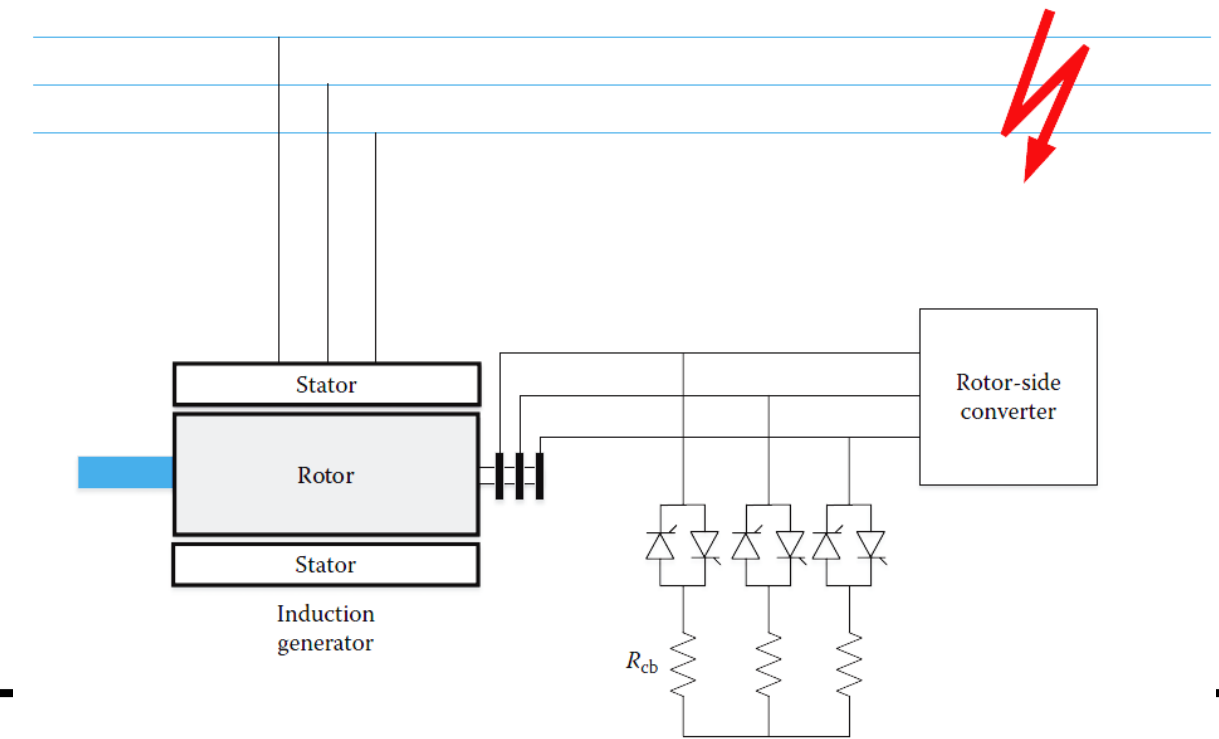 Stator
Rotor-side
converter
Rotor
Stator
Induction
generator
Rcb